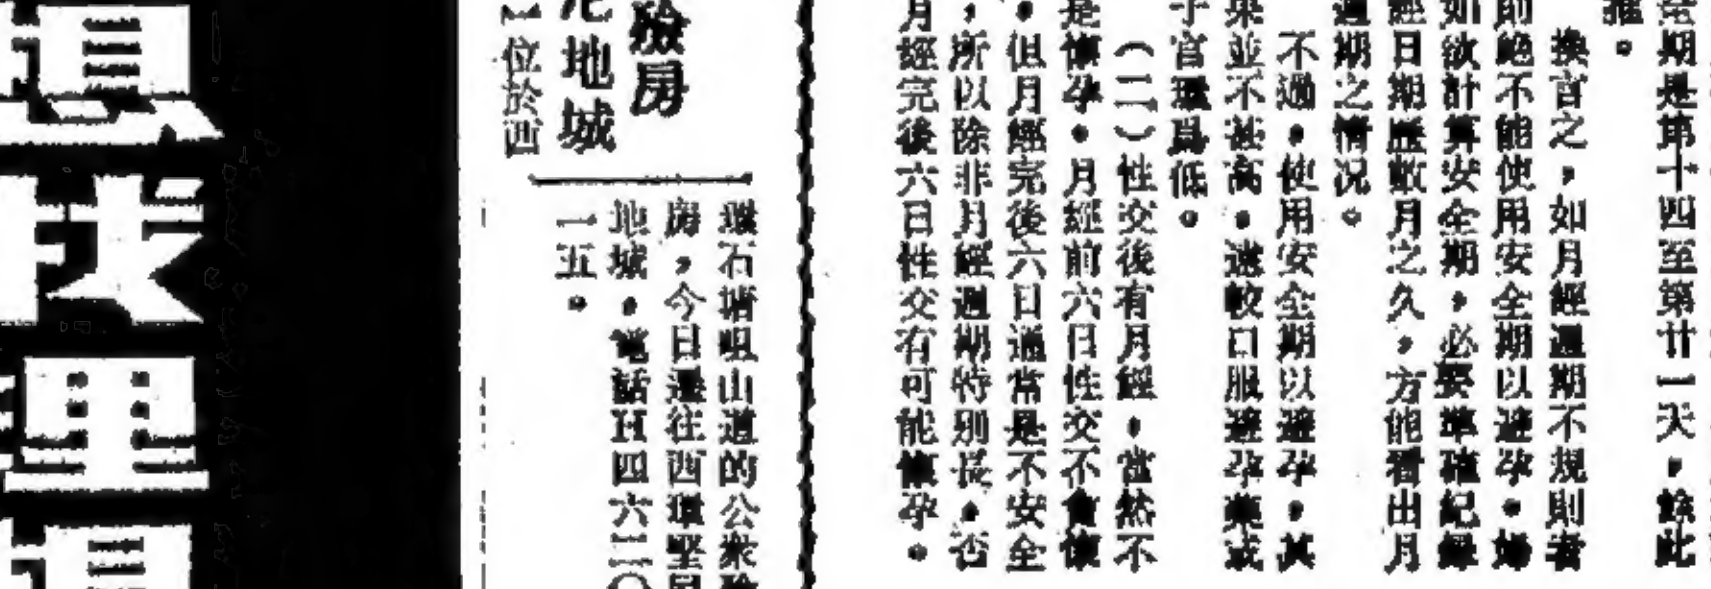 期是第十四至第廿一天，餘此
推。
換言之，如月經週期不規則者
即絕不能使用安全期以避孕。婦
如欲計算安全期，必要準確紀錄
經日期歷數月之久，方能看出月
週期之情況。
不過，使用安全期以避孕，其
果並不甚高，遠較口服避孕藥或
子宮環爲低。
（二）性交後有月經，當然不
是懷孕。月經前六日性交不會懷
，但月經完後六日通常是不安全
，所以除非月經週期特別長，否
月經完後六日性交有可能懷孕。
殮房
地城
位於西
環石塘咀山道的公衆殮
房，今日遷往西環堅尼
地城，電話H四六二〇
一五。